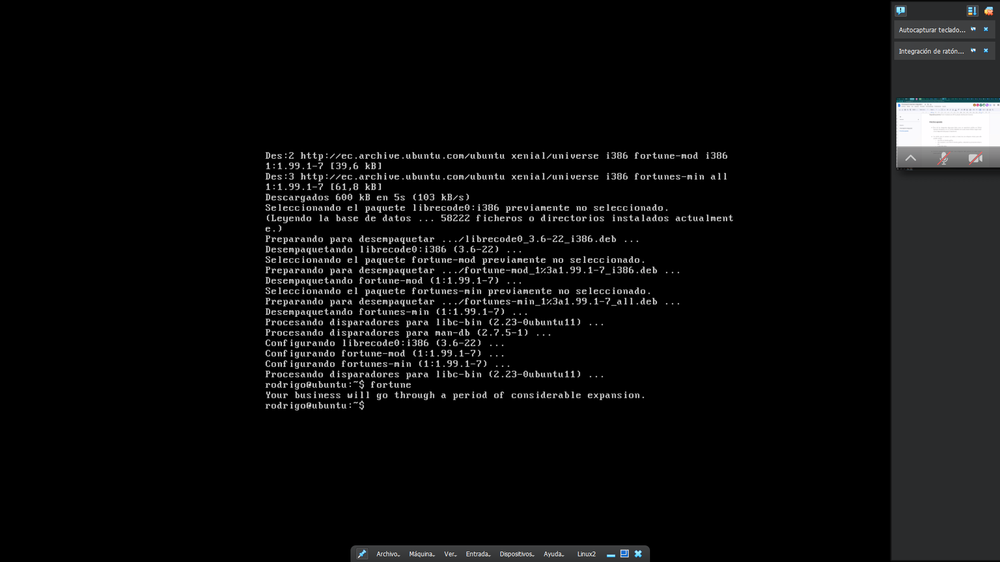 Autocapturar teclado...
Integración de ratón...
Des:2 http://ec.archive.ubuntu.com/ubuntu xenial/universe i386 fortune-mod i386
1:1.99.1-7 [39,6 kB]
Des:3 http://ec.archive.ubuntu.com/ubuntu xenial/universe i386 fortunes-min all
1:1.99.1-7 [61,8 kB]
Descargados 600 kB en 5s (103 kB/s)
Seleccionando el paquete librecode0:i386 previamente no seleccionado.
(Leyendo la base de datos ... 58222 ficheros o directorios instalados actualment
e.)
Preparando para desempaquetar .../librecode0_3.6-22_i386.deb ...
Desempaquetando librecode0:i386 (3.6-22) ...
Seleccionando el paquete fortune-mod previamente no seleccionado.
Preparando para desempaquetar .../fortune-mod_1%3a1.99.1-7_i386.deb ...
Desempaquetando fortune-mod (1:1.99.1-7) ...
Seleccionando el paquete fortunes-min previamente no seleccionado.
Preparando para desempaquetar .../fortunes-min_1%3a1.99.1-7_all.deb ...
Desempaquetando fortunes-min (1:1.99.1-7) ...
Procesando disparadores para libc-bin (2.23-0ubuntu11) ...
Procesando disparadores para man-db (2.7.5-1) ...
Configurando librecode0:i386 (3.6-22) ...
Configurando fortune-mod (1:1.99.1-7) ...
Configurando fortunes-min (1:1.99.1-7) ...
Procesando disparadores para libc-bin (2.23-0ubuntu11) ...
rodrigo@ubuntu:~$ fortune
Your business will go through a period of considerable expansion.
rodrigo@ubuntu:~$
Archivo Máquina Ver Entrada Dispositivos Ayuda Linux2